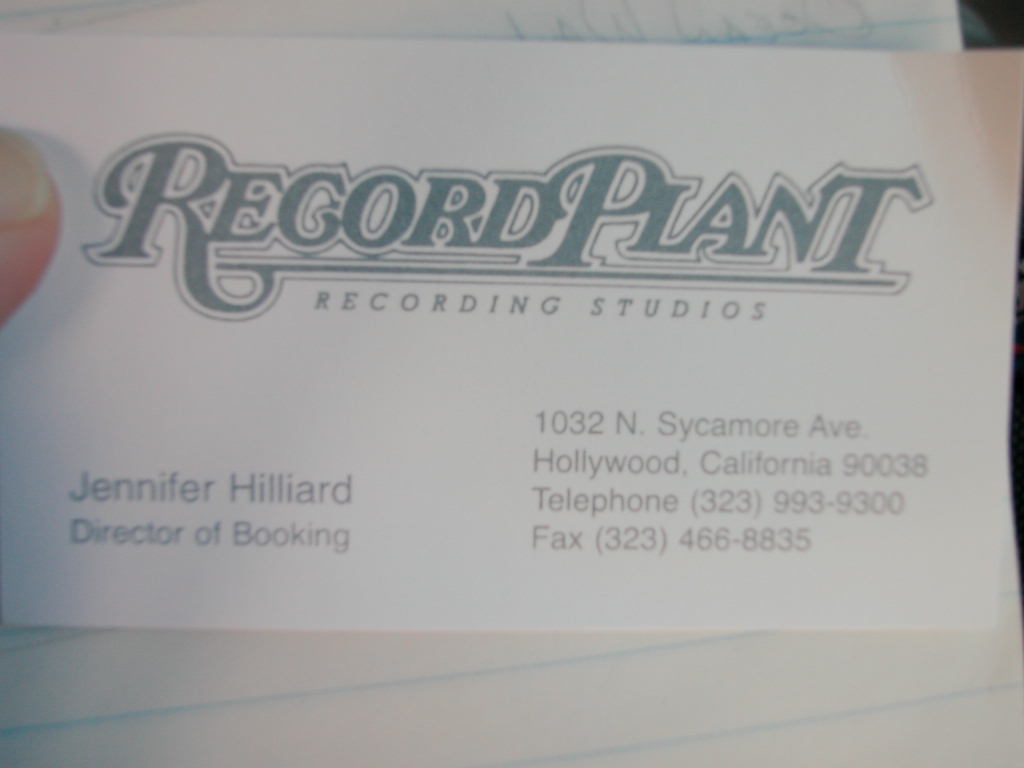 RECORD PLANT
RECORDING STUDIOS
Jennifer Hilliard
Director of Booking
1032 N. Sycamore Ave.
Hollywood, California 90038
Telephone (323) 993-9300
Fax (323) 466-8835